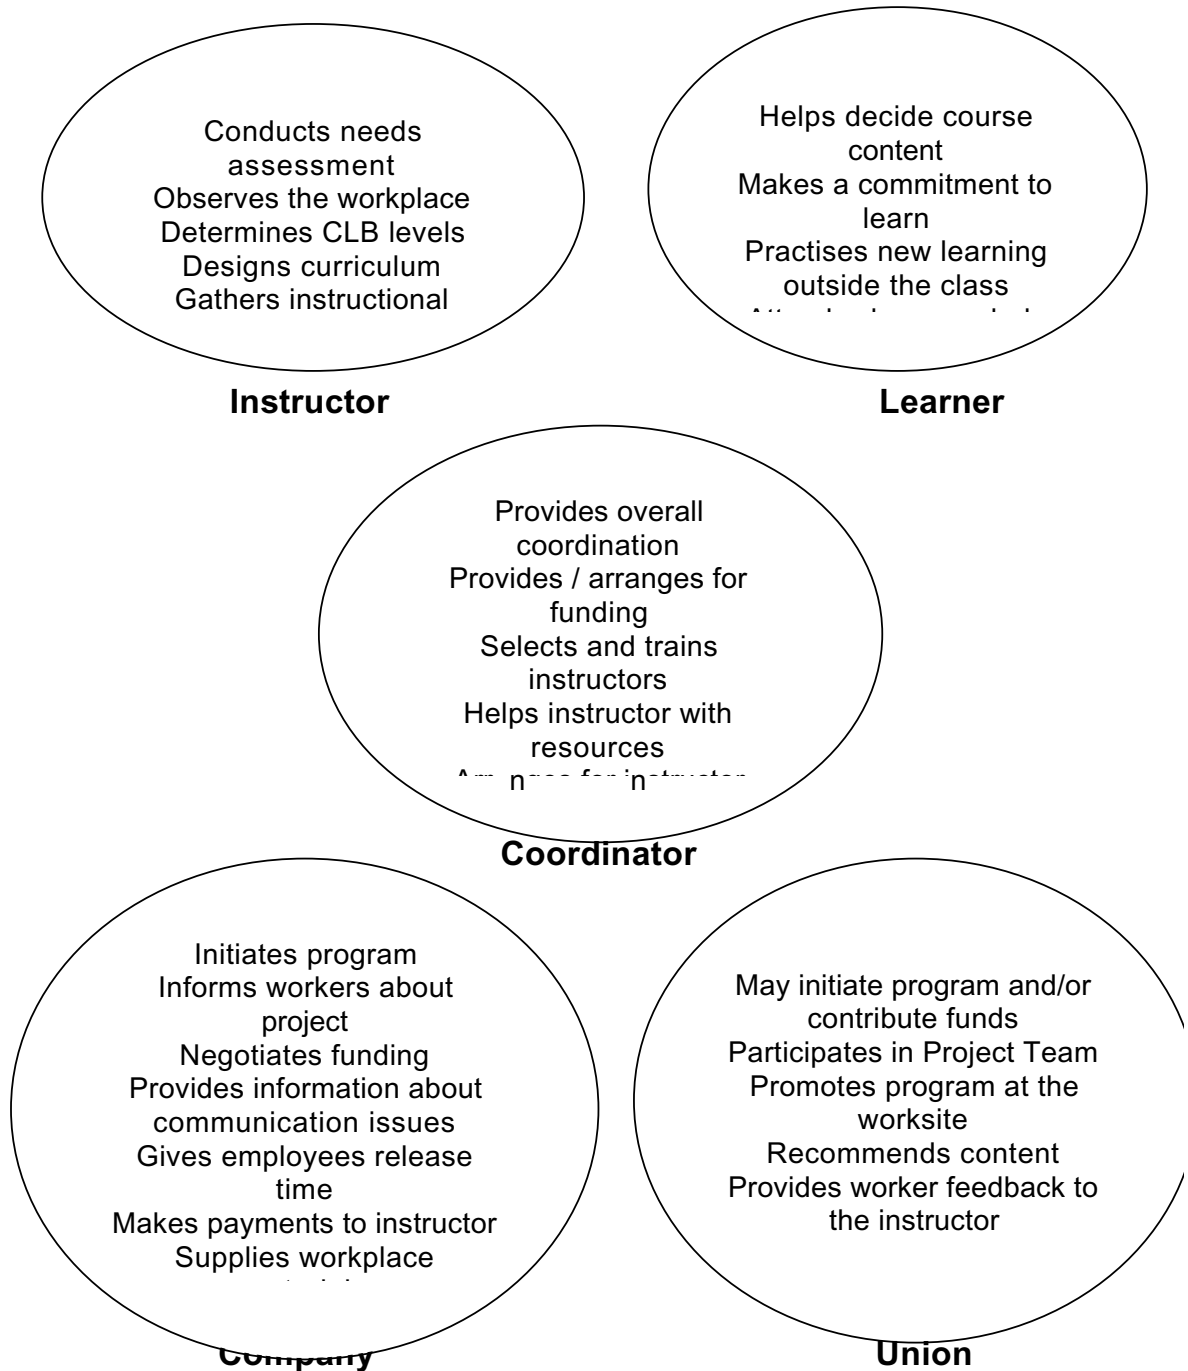 Conducts needs
assessment
Observes the workplace
Determines CLB levels
Designs curriculum
Gathers instructional
Instructor
Helps decide course
content
Makes a commitment to
learn
Practises new learning
outside the class
Learner
Provides overall
coordination
Provides / arranges for
funding
Selects and trains
instructors
Helps instructor with
resources
Arranges for instructor
Coordinator
Initiates program
Informs workers about
project
Negotiates funding
Provides information about
communication issues
Gives employees release
time
Makes payments to instructor
Supplies workplace
Company
May initiate program and/or
contribute funds
Participates in Project Team
Promotes program at the
worksite
Recommends content
Provides worker feedback to
the instructor
Union